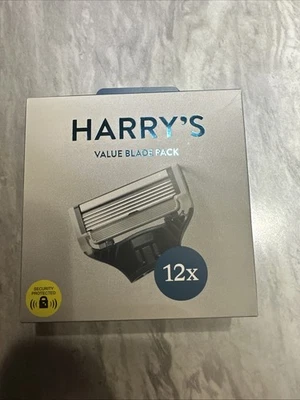 HARRY'S
VALUE BLADE PACK
12x
SECURITY
PROTECTED